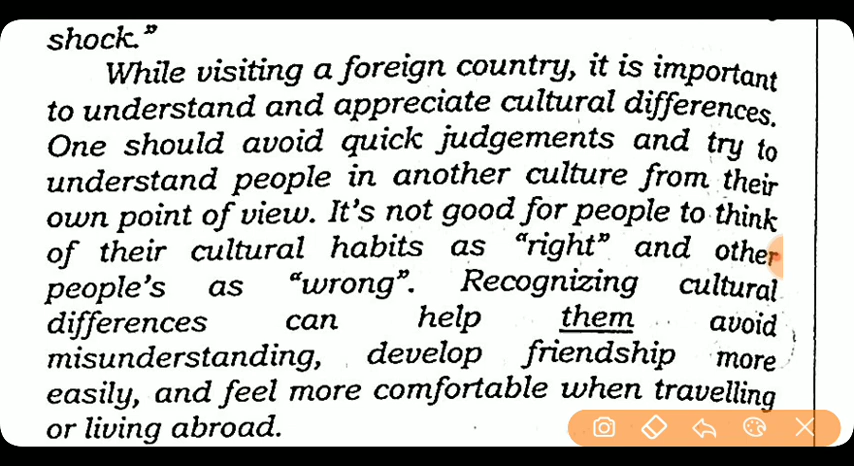 shock."
While visiting a foreign country, it is important
to understand and appreciate cultural differences.
One should avoid quick judgements and try to
understand people in another culture from their
own point of view. It's not good for people to think
of their cultural habits as "right" and other
people's as "wrong". Recognizing cultural
differences can help them avoid
misunderstanding, develop friendship more
easily, and feel more comfortable when travelling
or living abroad.